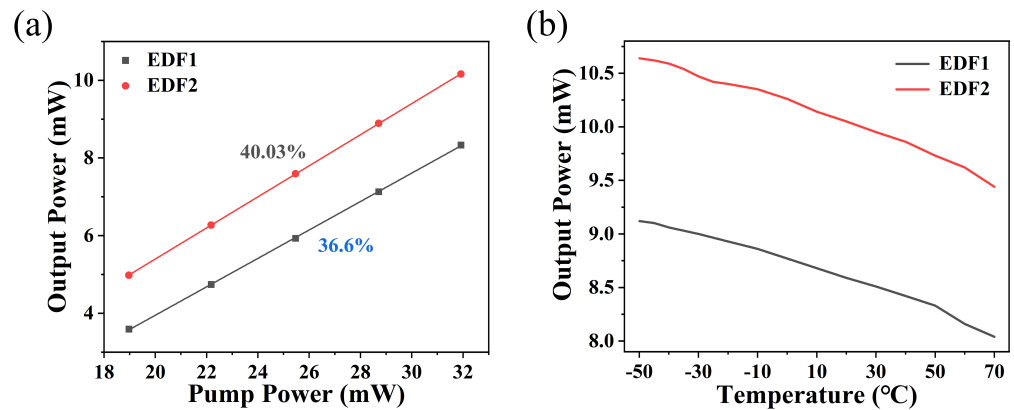 (a)
EDF1
EDF2
40.03%
36.6%
Output Power (mW)
10
8
6
4
18 20 22 24 26 28 30 32
Pump Power (mW)
(b)
EDF1
EDF2
Output Power (mW)
10.5
10.0
9.5
9.0
8.5
8.0
-50 -30 -10 10 30 50 70
Temperature (℃)